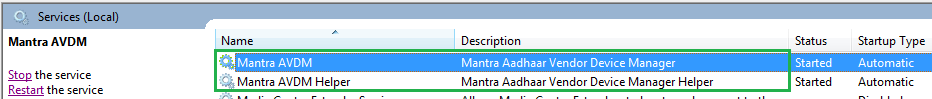 Services (Local)
Mantra AVDM
Stop the service
Restart the service
Name Description Status Startup Type
Mantra AVDM Mantra Aadhaar Vendor Device Manager Started Automatic
Mantra AVDM Helper Mantra Aadhaar Vendor Device Manager Helper Started Automatic